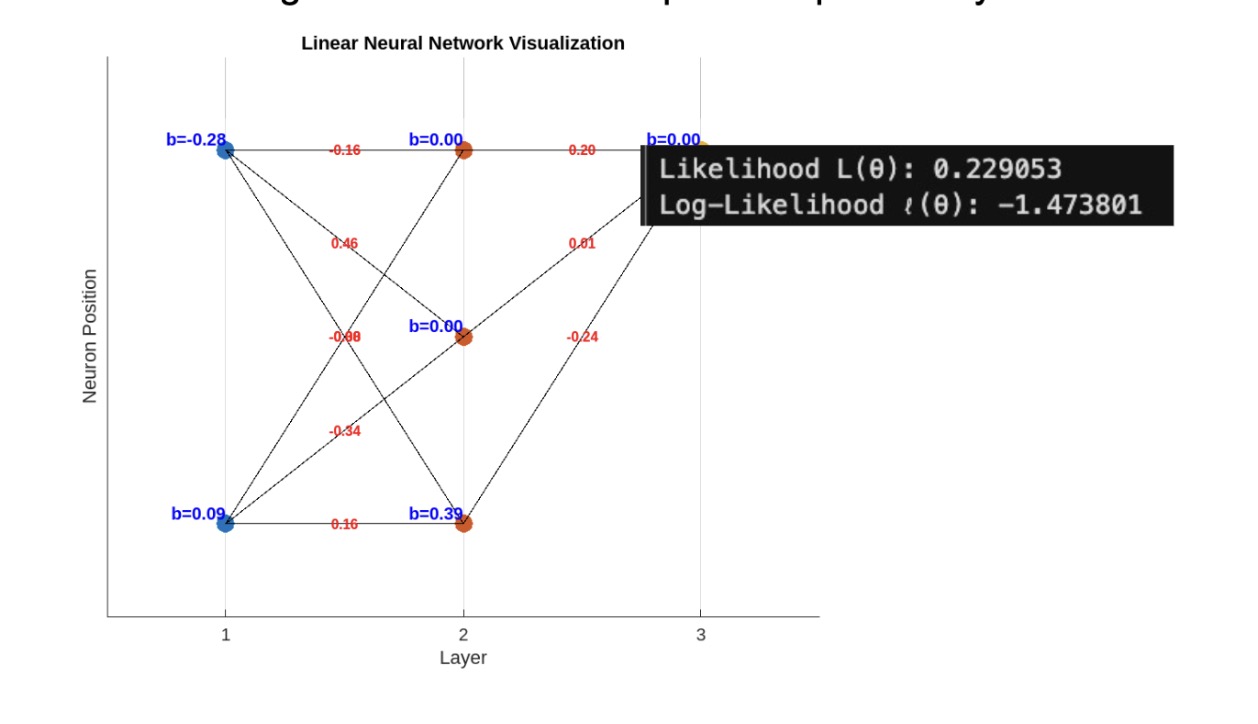 Linear Neural Network Visualization
b=-0.28
b=0.00
b=0.00
-0.16
0.20
Likelihood L(θ): 0.229053
Log-Likelihood ℓ(θ): -1.473801
0.46
0.01
b=0.00
-0.24
Neuron Position
-0.34
b=0.09
b=0.39
0.16
1
2
3
Layer